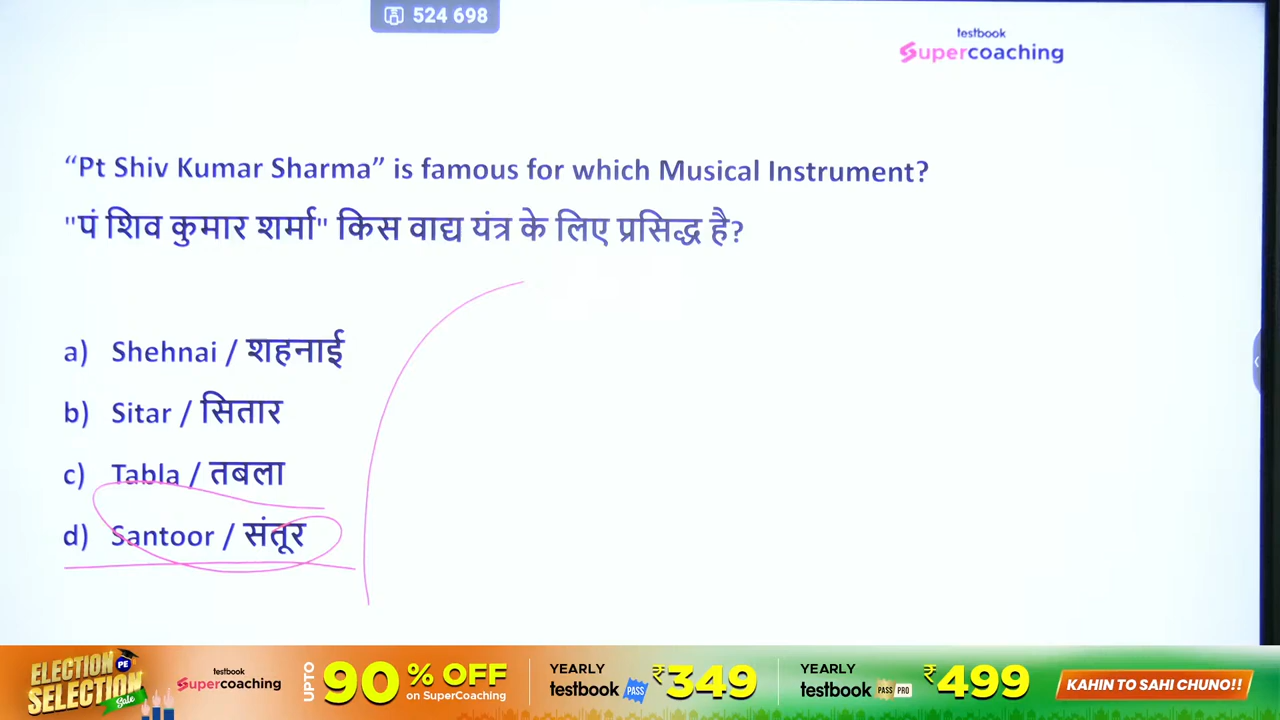 524 698
testbook
Supercoaching
“Pt Shiv Kumar Sharma” is famous for which Musical Instrument?
"पं शिव कुमार शर्मा" किस वाद्य यंत्र के लिए प्रसिद्ध है?
a) Shehnai / शहनाई
b) Sitar / सितार
c) Tabla / तबला
d) Santoor / संतूर
ELECTION PE SELECTION Sale
testbook
Supercoaching
UPTO 90% OFF on SuperCoaching
YEARLY testbook PASS ₹349
YEARLY testbook PASS PRO ₹499
KAHIN TO SAHI CHUNO!!